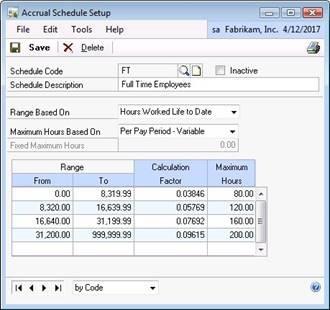 Accrual Schedule Setup
File Edit Tools Help sa Fabrikam, Inc. 4/12/2017
Save Delete
Schedule Code FT Inactive
Schedule Description Full Time Employees
Range Based On Hours Worked Life to Date
Maximum Hours Based On Per Pay Period - Variable
Fixed Maximum Hours 0.00
Range Calculation Maximum
From To Factor Hours
0.00 8,319.99 0.03846 80.00
8,320.00 16,639.99 0.05769 120.00
16,640.00 31,199.99 0.07692 160.00
31,200.00 999,999.99 0.09615 200.00
by Code